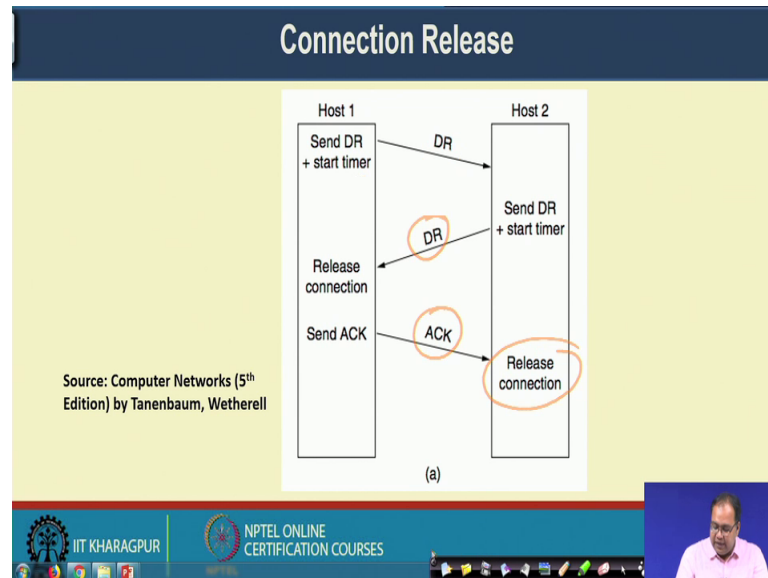 Connection Release
Host 1
Host 2
Send DR
+ start timer
DR
Send DR
+ start timer
DR
Release
connection
Send ACK
ACK
Release
connection
Source: Computer Networks (5th
Edition) by Tanenbaum, Wetherell
(a)
IIT KHARAGPUR
NPTEL ONLINE
CERTIFICATION COURSES
NPTEL